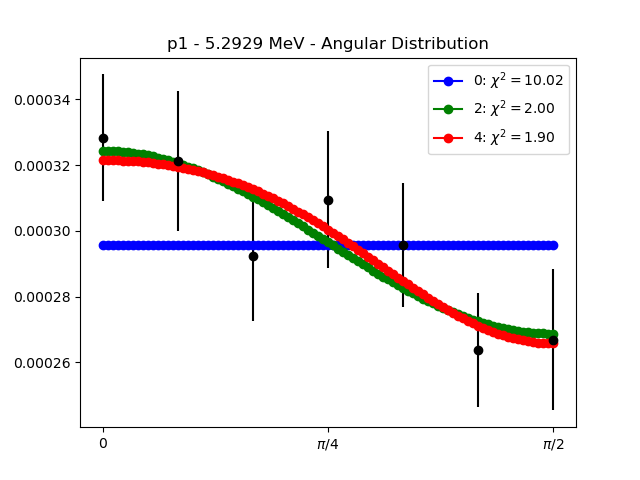 p1 - 5.2929 MeV - Angular Distribution
0: χ² = 10.02
2: χ² = 2.00
4: χ² = 1.90
0.00034
0.00032
0.00030
0.00028
0.00026
0 π/4 π/2